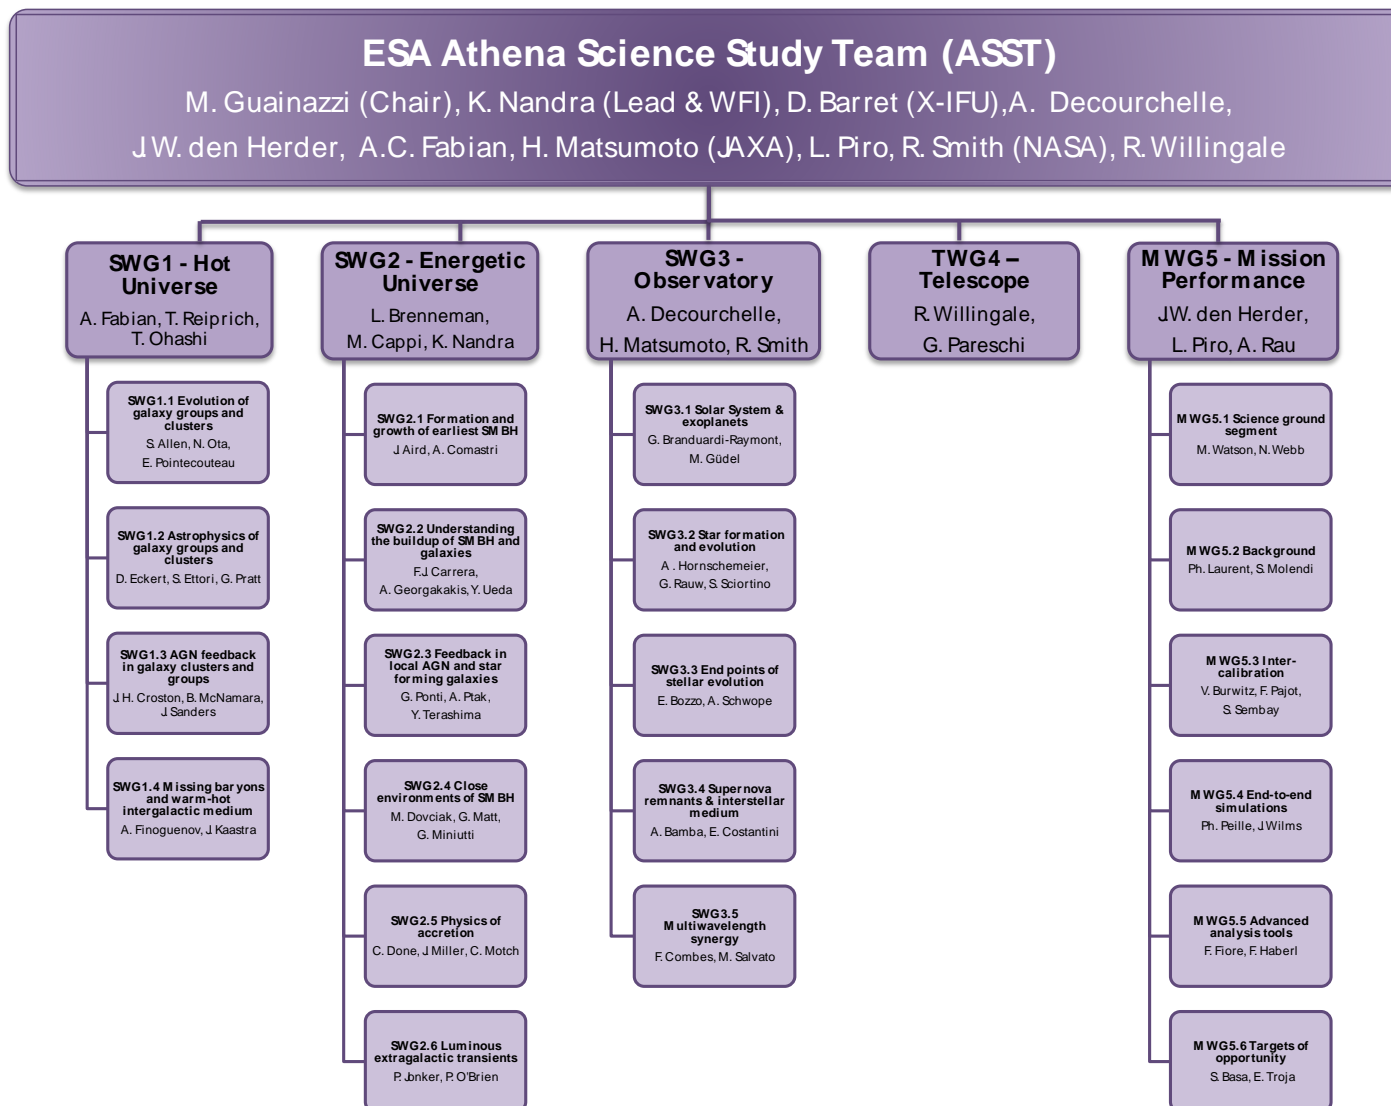 ESA Athena Science Study Team (ASST)
M. Guainazzi (Chair), K. Nandra (Lead & WFI), D. Barret (X-IFU),A. Decourchelle,
J.W. den Herder, A.C. Fabian, H. Matsumoto (JAXA), L. Piro, R. Smith (NASA), R. Willingale
SWG1 - Hot
Universe
A. Fabian, T. Reiprich,
T. Ohashi
SWG1.1 Evolution of
galaxy groups and
clusters
S. Allen, N. Ota,
E. Pointecouteau
SWG1.2 Astrophysics of
galaxy groups and
clusters
D. Eckert, S. Ettori, G. Pratt
SWG1.3 AGN feedback
in galaxy clusters and
groups
J.H. Croston, B. McNamara,
J. Sanders
SWG1.4 Missing baryons
and warm-hot
intergalactic medium
A. Finoguenov, J. Kaastra
SWG2 - Energetic
Universe
L. Brenneman,
M. Cappi, K. Nandra
SWG2.1 Formation and
growth of earliest SMBH
J. Aird, A. Comastri
SWG2.2 Understanding
the buildup of SMBH and
galaxies
F.J. Carrera,
A. Georgakakis, Y. Ueda
SWG2.3 Feedback in
local AGN and star
forming galaxies
G. Ponti, A. Ptak,
Y. Terashima
SWG2.4 Close
environments of SMBH
M. Dovciak, G. Matt,
G. Miniutti
SWG2.5 Physics of
accretion
C. Done, J. Miller, C. Motch
SWG2.6 Luminous
extragalactic transients
P. Jonker, P. O'Brien
SWG3 -
Observatory
A. Decourchelle,
H. Matsumoto, R. Smith
SWG3.1 Solar System &
exoplanets
G. Branduardi-Raymont,
M. Güdel
SWG3.2 Star formation
and evolution
A. Hornschemeier,
G. Rauw, S. Sciortino
SWG3.3 End points of
stellar evolution
E. Bozzo, A. Schwope
SWG3.4 Supernova
remnants & interstellar
medium
A. Bamba, E. Costantini
SWG3.5
Multiwavelength
synergy
F. Combes, M. Salvato
TWG4 –
Telescope
R. Willingale,
G. Pareschi
MWG5 - Mission
Performance
J.W. den Herder,
L. Piro, A. Rau
MWG5.1 Science ground
segment
M. Watson, N. Webb
MWG5.2 Background
Ph. Laurent, S. Molendi
MWG5.3 Inter-
calibration
V. Burwitz, F. Pajot,
S. Sembay
MWG5.4 End-to-end
simulations
Ph. Peille, J. Wilms
MWG5.5 Advanced
analysis tools
F. Fiore, F. Haberl
MWG5.6 Targets of
opportunity
S. Basa, E. Troja